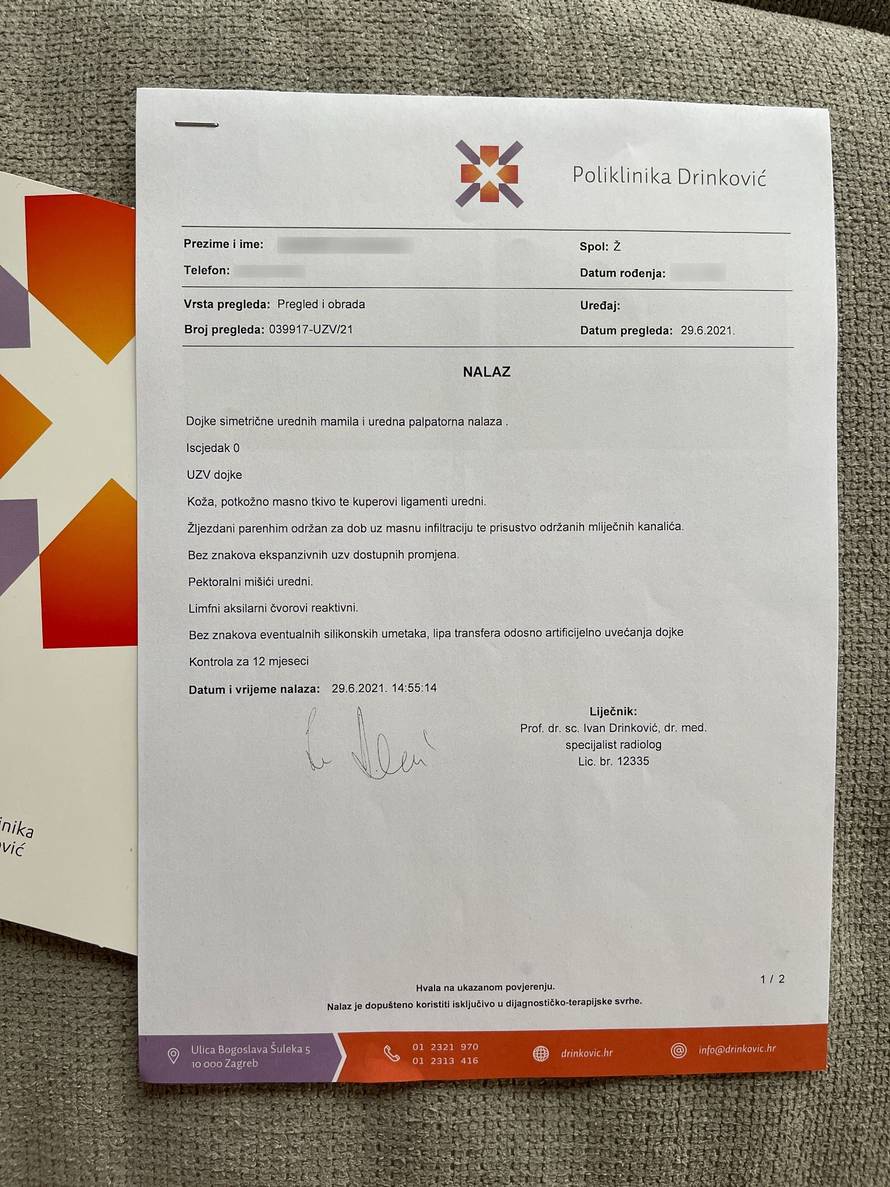 Poliklinika Drinković
Prezime i ime:
Spol: Ž
Telefon:
Datum rođenja:
Vrsta pregleda: Pregled i obrada
Uređaj:
Broj pregleda: 039917-UZV/21
Datum pregleda: 29.6.2021.
NALAZ
Dojke simetrične urednih mamila i uredna palpatorna nalaza .
Iscjedak 0
UZV dojke
Koža, potkožno masno tkivo te kuperovi ligamenti uredni.
Žljezdani parenhim održan za dob uz masnu infiltraciju te prisustvo održanih mliječnih kanalića.
Bez znakova ekspanzivnih uzv dostupnih promjena.
Pektoralni mišići uredni.
Limfni aksilarni čvorovi reaktivni.
Bez znakova eventualnih silikonskih umetaka, lipa transfera odosno artificijelno uvećanja dojke
Kontrola za 12 mjeseci
Datum i vrijeme nalaza: 29.6.2021. 14:55:14
Liječnik:
Prof. dr. sc. Ivan Drinković, dr. med.
specijalist radiolog
Lic. br. 12335
inika
ović
1 / 2
Hvala na ukazanom povjerenju.
Nalaz je dopušteno koristiti isključivo u dijagnostičko-terapijske svrhe.
Ulica Bogoslava Šuleka 5
10 000 Zagreb
01 2321 970
01 2313 416
drinkovic.hr
info@drinkovic.hr